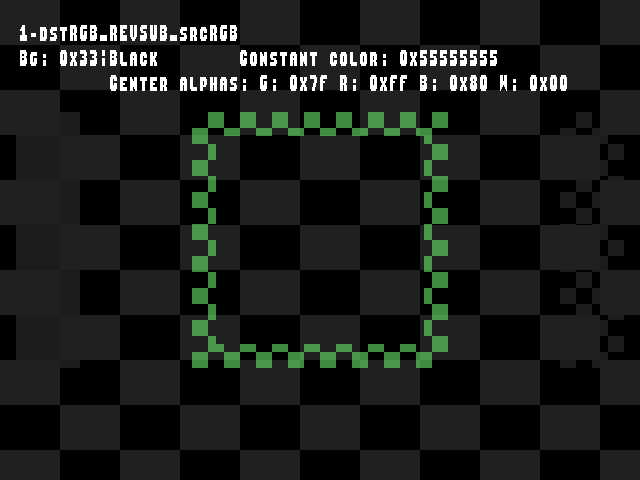 1-dstRGB_REVSUB_srcRGB
Bg: 0x33¦Black Constant color: 0x55555555
Center alphas: G: 0x7f R: 0xff B: 0x80 W: 0x00